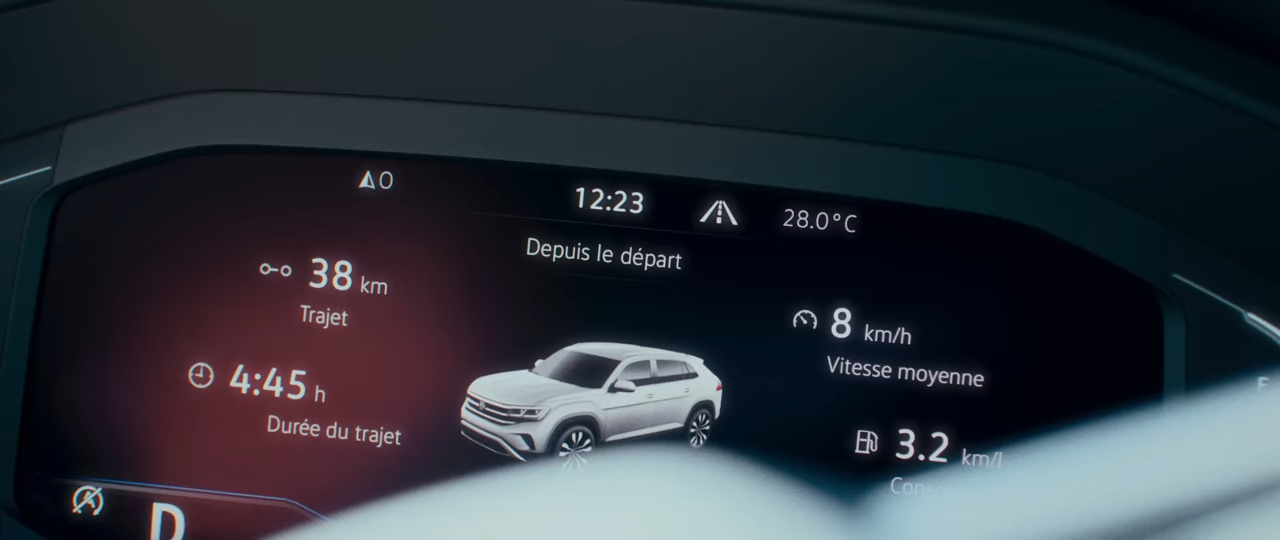 0
12:23
28.0°C
Depuis le départ
38 km
Trajet
8 km/h
Vitesse moyenne
4:45 h
Durée du trajet
3.2 km/l
D